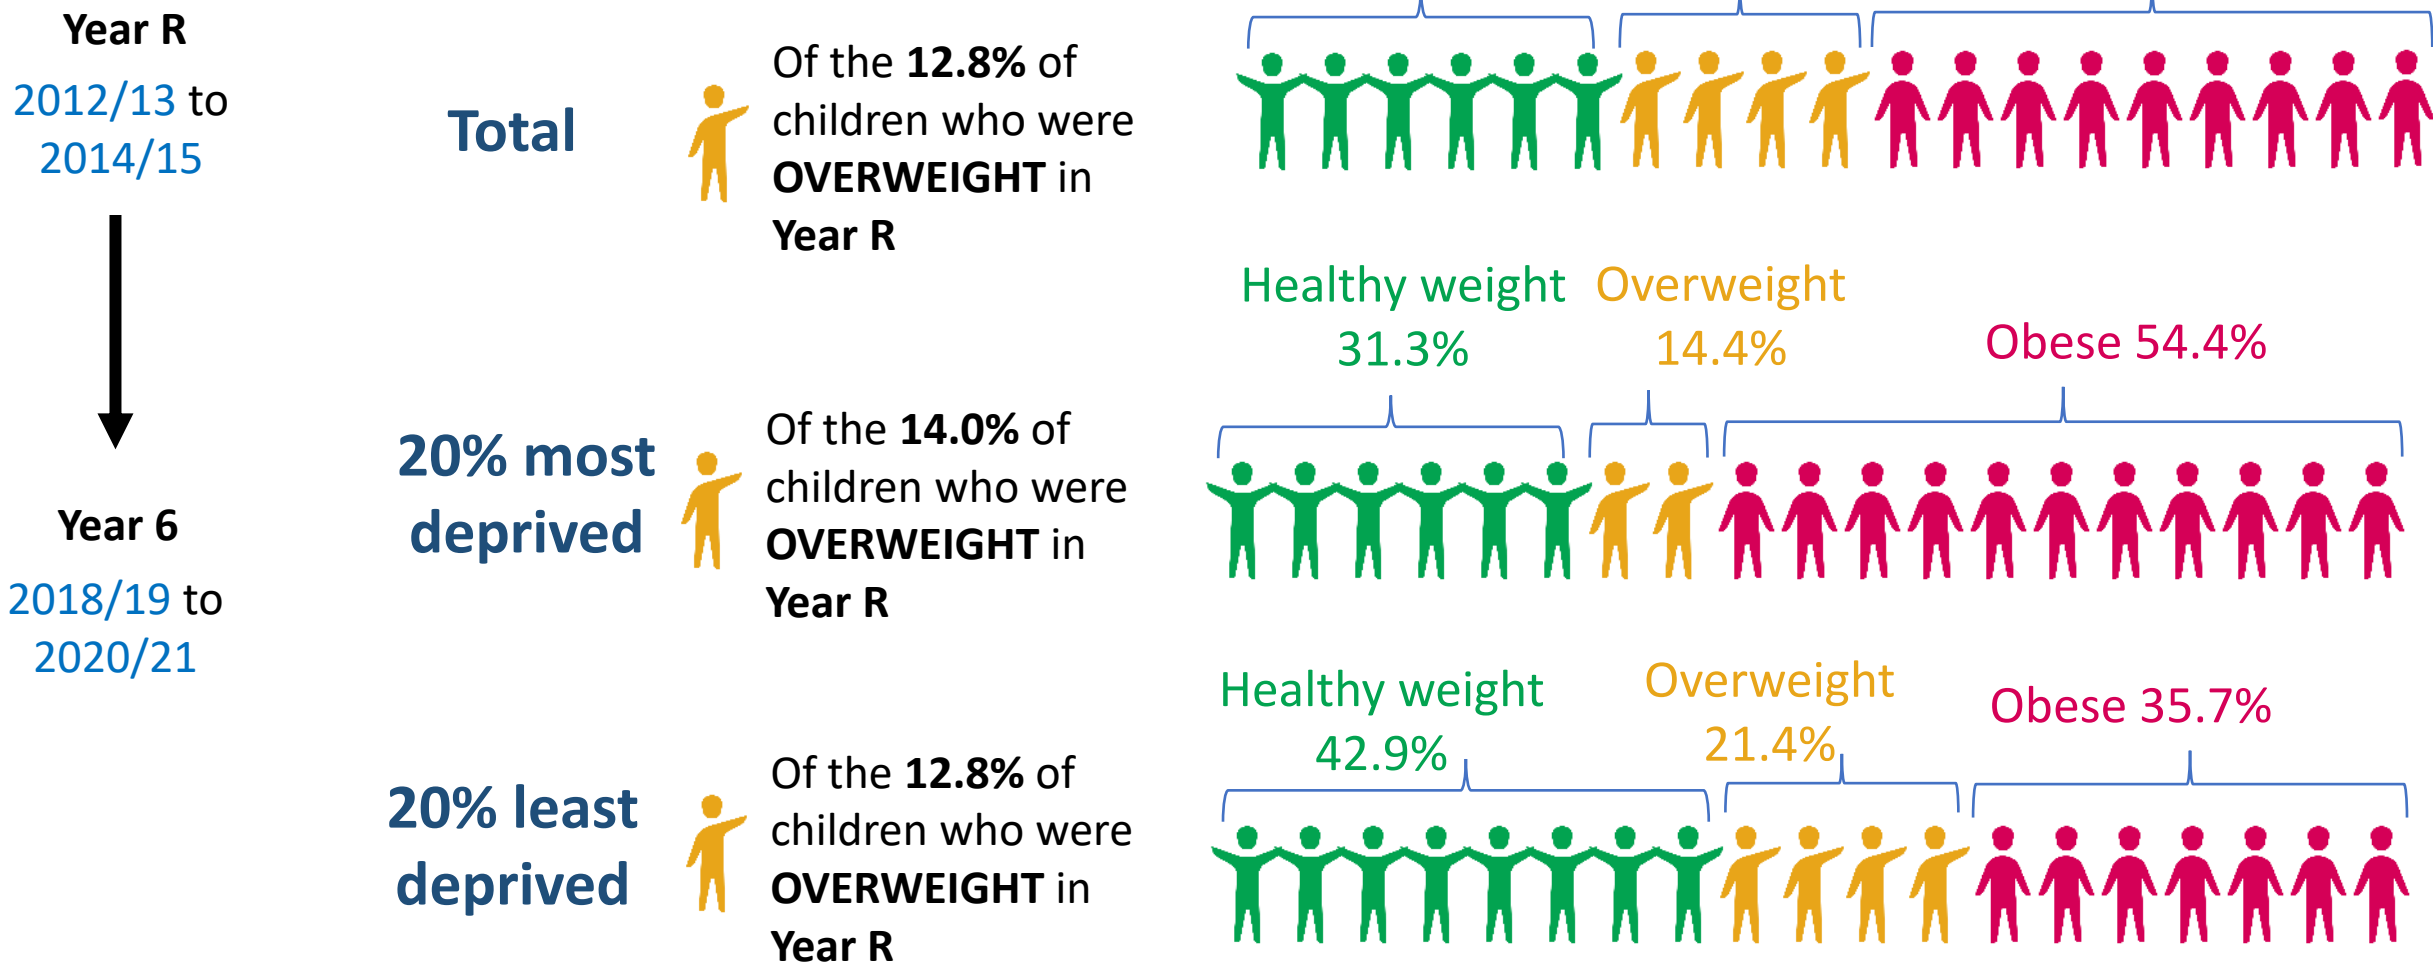 Year R
2012/13 to
2014/15
Year 6
2018/19 to
2020/21
Total
Of the 12.8% of
children who were
OVERWEIGHT in
Year R
20% most
deprived
Of the 14.0% of
children who were
OVERWEIGHT in
Year R
Healthy weight
31.3%
Overweight
14.4%
Obese 54.4%
20% least
deprived
Of the 12.8% of
children who were
OVERWEIGHT in
Year R
Healthy weight
42.9%
Overweight
21.4%
Obese 35.7%